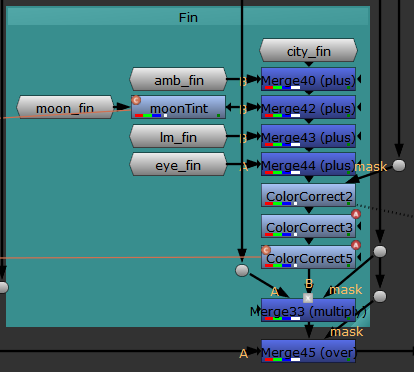 Fin
city_fin
amb_fin
B
Merge40 (plus)
moon_fin
C
moonTint
B
Merge42 (plus)
lm_fin
B
Merge43 (plus)
eye_fin
A
Merge44 (plus)
mask
ColorCorrect2
A
ColorCorrect3
C
A
ColorCorrect5
A
B
mask
Merge33 (multiply)
mask
A
Merge45 (over)